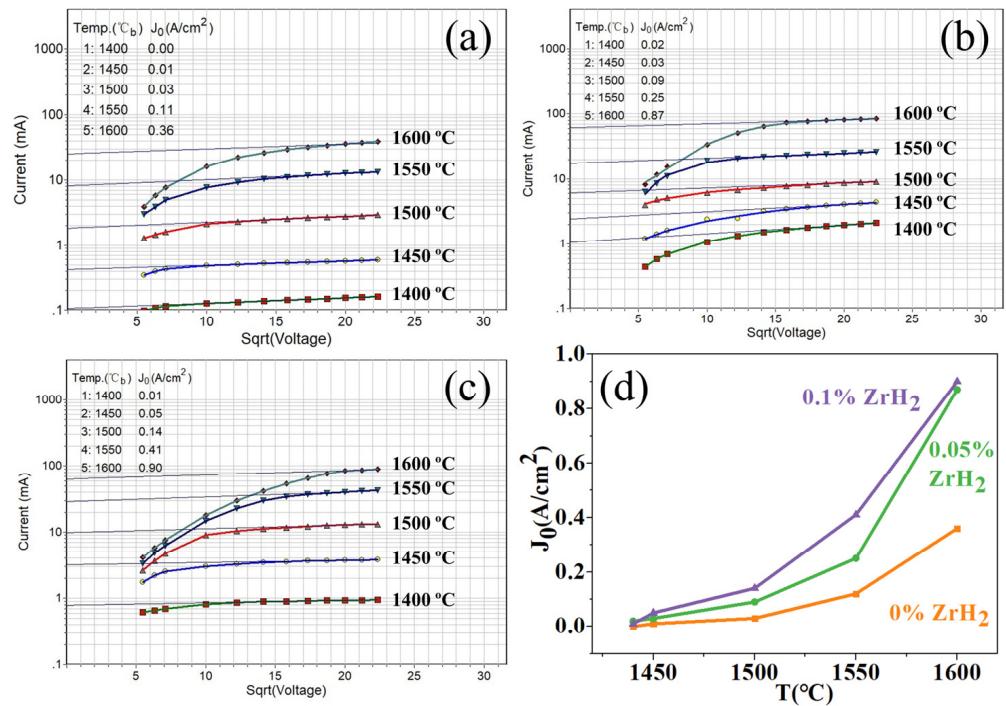 (a)
Temp.(℃b) J0(A/cm2)
1: 1400 0.00
2: 1450 0.01
3: 1500 0.03
4: 1550 0.11
5: 1600 0.36
1000
100
10
1
.1
Current (mA)
1600 ºC
1550 ºC
1500 ºC
1450 ºC
1400 ºC
0 5 10 15 20 25 30
Sqrt(Voltage)
(b)
Temp.(℃b) J0(A/cm2)
1: 1400 0.02
2: 1450 0.03
3: 1500 0.09
4: 1550 0.25
5: 1600 0.87
1000
100
10
1
.1
Current (mA)
1600 ºC
1550 ºC
1500 ºC
1450 ºC
1400 ºC
0 5 10 15 20 25 30
Sqrt(Voltage)
(c)
Temp.(℃b) J0(A/cm2)
1: 1400 0.01
2: 1450 0.05
3: 1500 0.14
4: 1550 0.41
5: 1600 0.90
1000
100
10
1
.1
Current (mA)
1600 ºC
1550 ºC
1500 ºC
1450 ºC
1400 ºC
0 5 10 15 20 25 30
Sqrt(Voltage)
(d)
1.0
0.8
0.6
0.4
0.2
0.0
J0(A/cm2)
0.1% ZrH2
0.05%
ZrH2
0% ZrH2
1450 1500 1550 1600
T(°C)